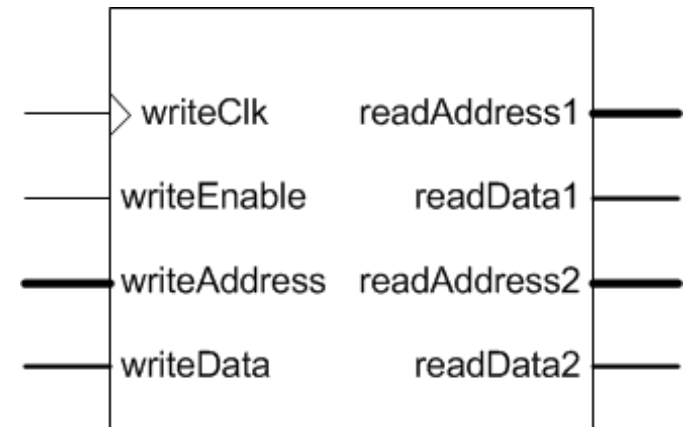 writeClk readAddress1
writeEnable readData1
writeAddress readAddress2
writeData readData2